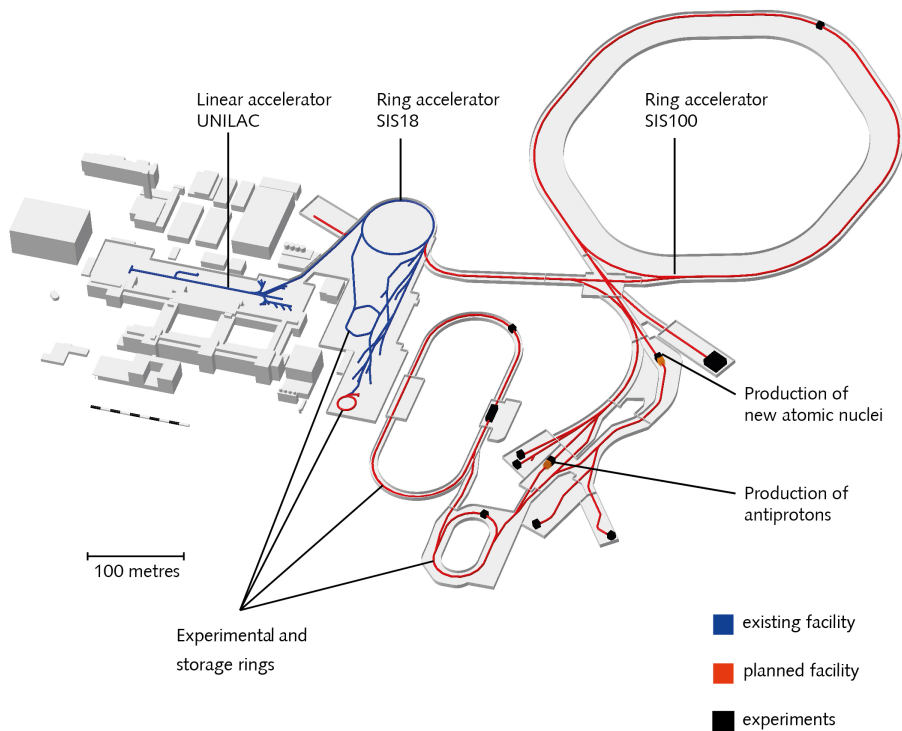 Linear accelerator
UNILAC
Ring accelerator
SIS18
Ring accelerator
SIS100
Production of
new atomic nuclei
Production of
antiprotons
100 metres
Experimental and
storage rings
existing facility
planned facility
experiments